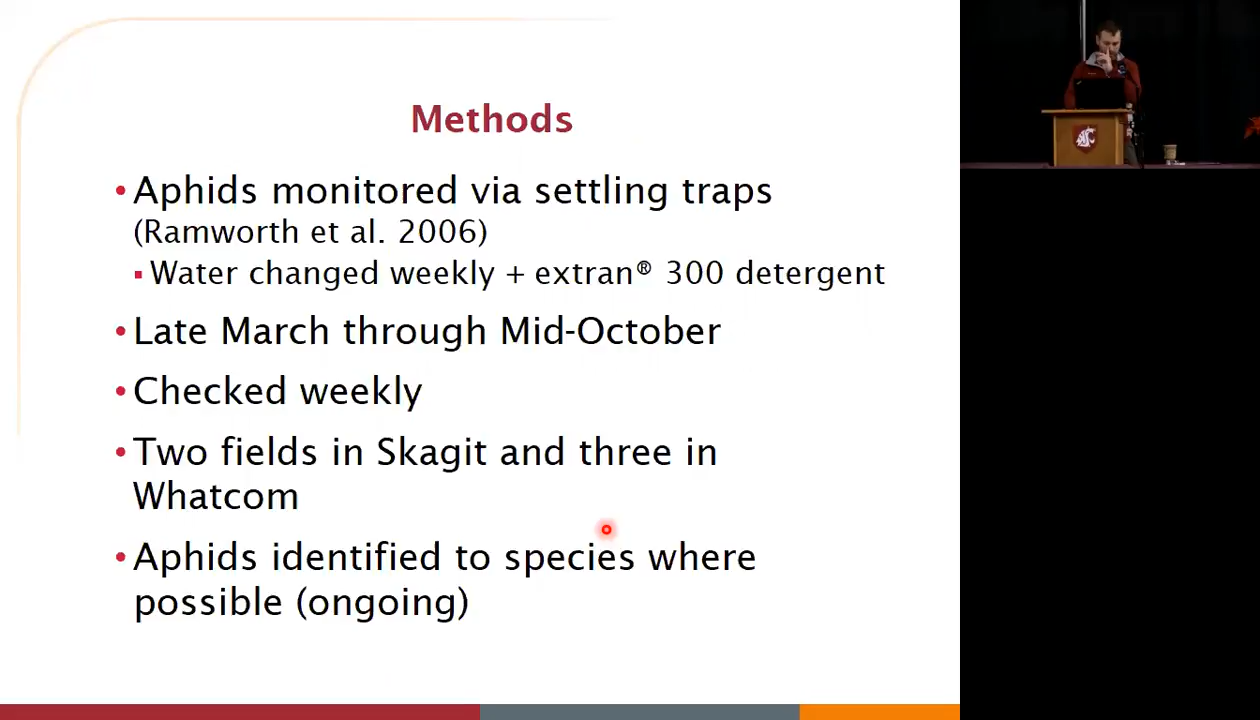 Methods
• Aphids monitored via settling traps
(Ramworth et al. 2006)
▪ Water changed weekly + extran® 300 detergent
• Late March through Mid-October
• Checked weekly
• Two fields in Skagit and three in
Whatcom
• Aphids identified to species where
possible (ongoing)